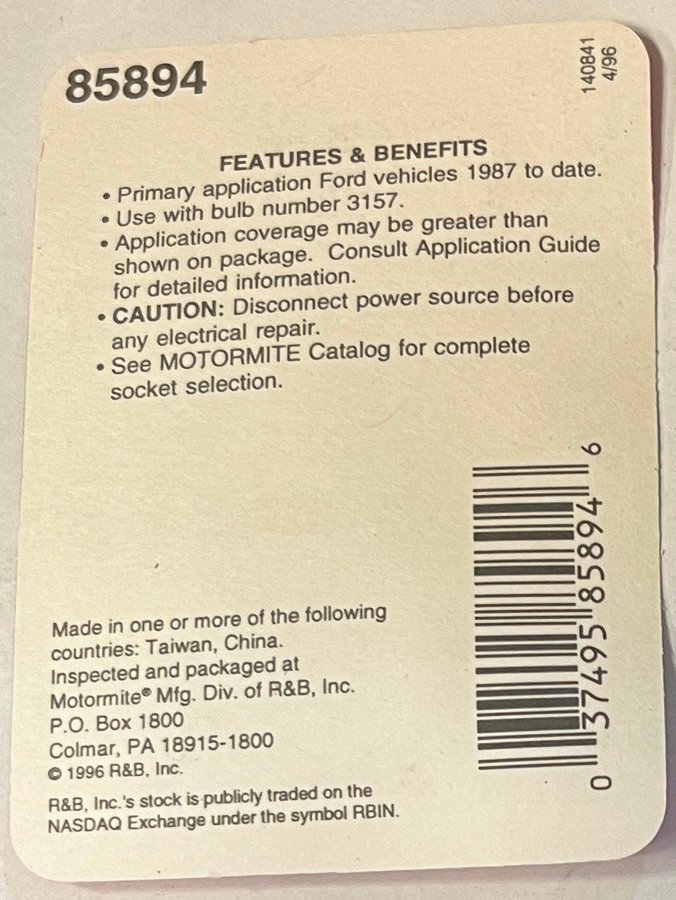 85894
140841
4/96
FEATURES & BENEFITS
• Primary application Ford vehicles 1987 to date.
• Use with bulb number 3157.
• Application coverage may be greater than
shown on package. Consult Application Guide
for detailed information.
• CAUTION: Disconnect power source before
any electrical repair.
• See MOTORMITE Catalog for complete
socket selection.
Made in one or more of the following
countries: Taiwan, China.
Inspected and packaged at
Motormite® Mfg. Div. of R&B, Inc.
P.O. Box 1800
Colmar, PA 18915-1800
© 1996 R&B, Inc.
R&B, Inc.'s stock is publicly traded on the
NASDAQ Exchange under the symbol RBIN.
0 37495 85894 6